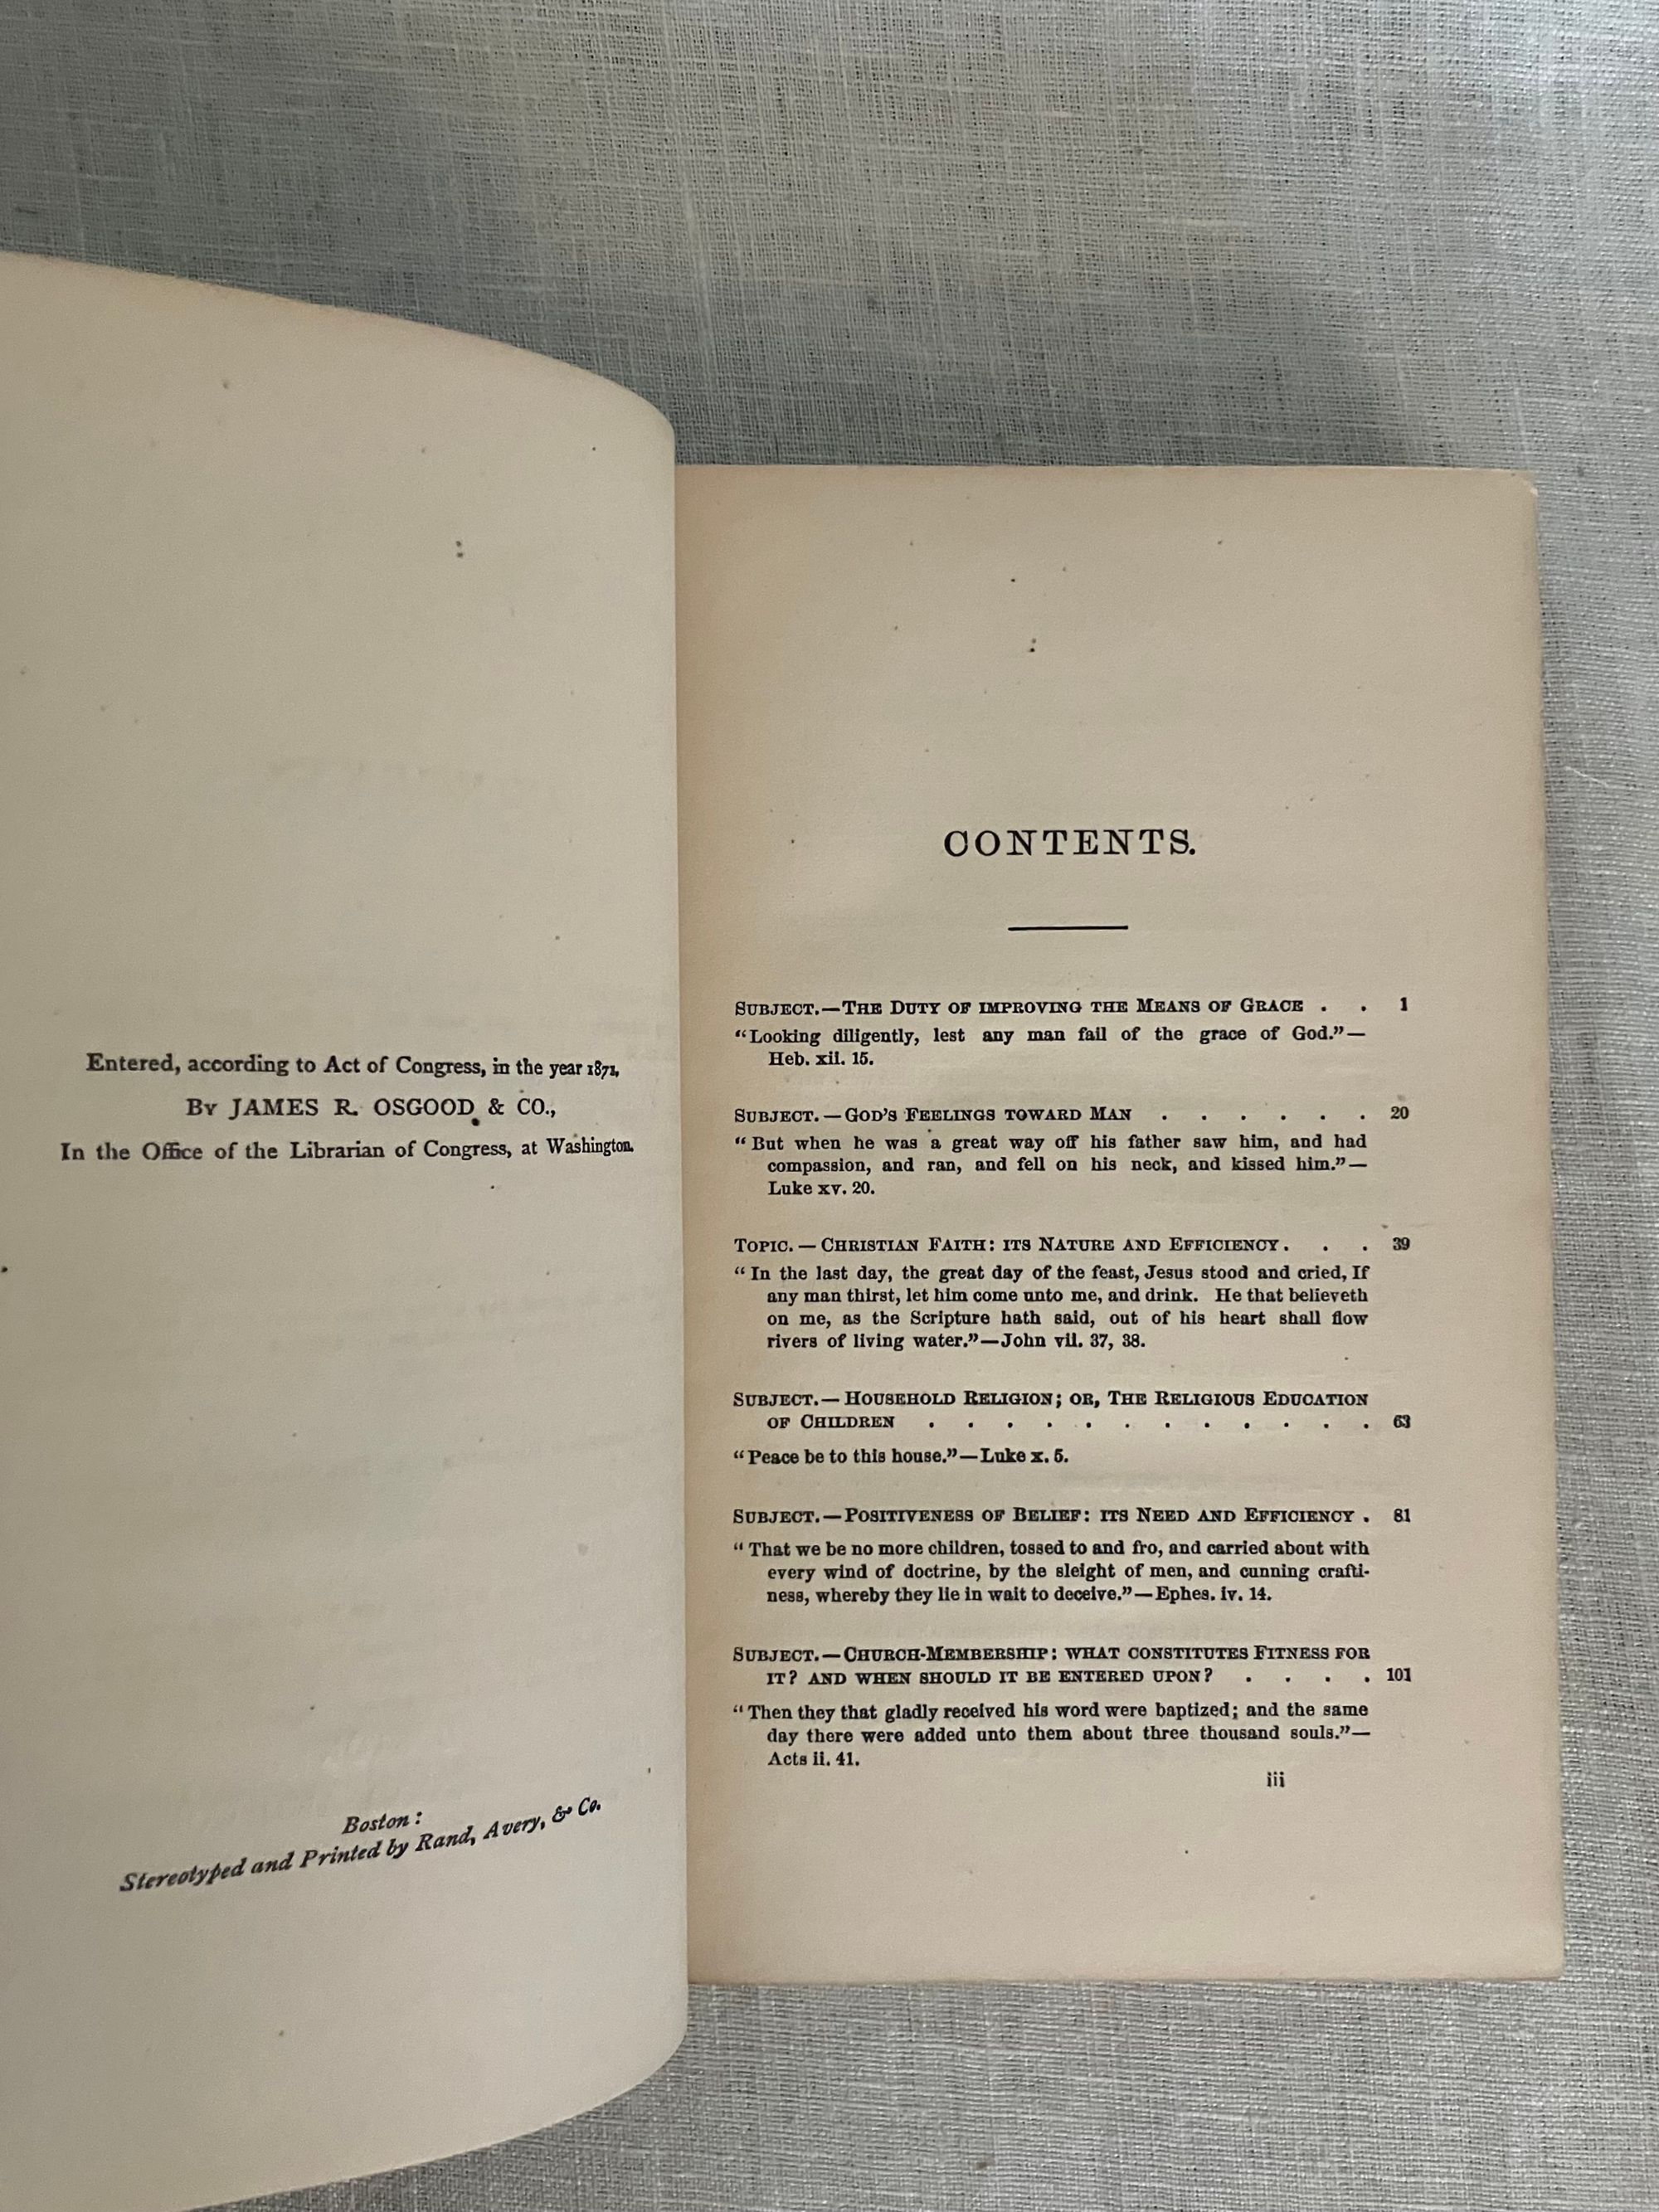 Entered, according to Act of Congress, in the year 1871,
By JAMES R. OSGOOD & CO.,
In the Office of the Librarian of Congress, at Washington.
Boston:
Stereotyped and Printed by Rand, Avery, & Co.
CONTENTS.
SUBJECT.—THE DUTY OF IMPROVING THE MEANS OF GRACE . . 1
“Looking diligently, lest any man fail of the grace of God.”—
Heb. xii. 15.
SUBJECT.—GOD'S FEELINGS TOWARD MAN . . . . . . 20
“But when he was a great way off his father saw him, and had
compassion, and ran, and fell on his neck, and kissed him.”—
Luke xv. 20.
TOPIC.—CHRISTIAN FAITH: ITS NATURE AND EFFICIENCY . . . 39
“In the last day, the great day of the feast, Jesus stood and cried, If
any man thirst, let him come unto me, and drink. He that believeth
on me, as the Scripture hath said, out of his heart shall flow
rivers of living water.”—John vii. 37, 38.
SUBJECT.—HOUSEHOLD RELIGION; OR, THE RELIGIOUS EDUCATION
OF CHILDREN . . . . . . . . . . . . 63
“Peace be to this house.”—Luke x. 5.
SUBJECT.—POSITIVENESS OF BELIEF: ITS NEED AND EFFICIENCY . 81
“That we be no more children, tossed to and fro, and carried about with
every wind of doctrine, by the sleight of men, and cunning crafti-
ness, whereby they lie in wait to deceive.”—Ephes. iv. 14.
SUBJECT.—CHURCH-MEMBERSHIP: WHAT CONSTITUTES FITNESS FOR
IT? AND WHEN SHOULD IT BE ENTERED UPON? . . . . 101
“Then they that gladly received his word were baptized; and the same
day there were added unto them about three thousand souls.”—
Acts ii. 41.
iii